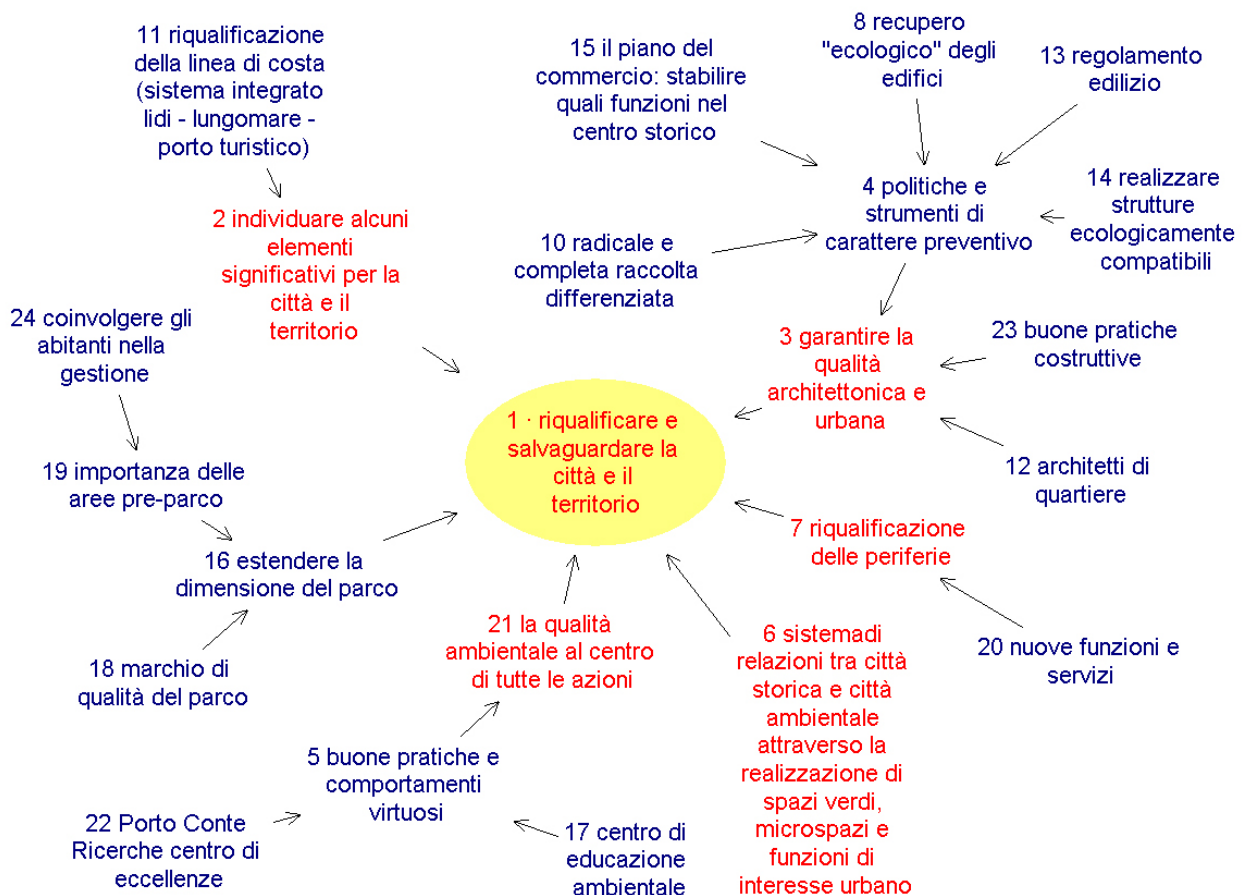 11 riqualificazione
della linea di costa
(sistema integrato
lidi - lungomare -
porto turistico)
15 il piano del
commercio: stabilire
quali funzioni nel
centro storico
8 recupero
"ecologico" degli
edifici
13 regolamento
edilizio
2 individuare alcuni
elementi
significativi per la
città e il
territorio
4 politiche e
strumenti di
carattere preventivo
14 realizzare
strutture
ecologicamente
compatibili
10 radicale e
completa raccolta
differenziata
24 coinvolgere gli
abitanti nella
gestione
3 garantire la
qualità
architettonica e
urbana
23 buone pratiche
costruttive
1 · riqualificare e
salvaguardare la
città e il
territorio
19 importanza delle
aree pre-parco
12 architetti di
quartiere
7 riqualificazione
delle periferie
16 estendere la
dimensione del parco
21 la qualità
ambientale al centro
di tutte le azioni
6 sistemadi
relazioni tra città
storica e città
ambientale
attraverso la
realizzazione di
spazi verdi,
microspazi e
funzioni di
interesse urbano
20 nuove funzioni e
servizi
18 marchio di
qualità del parco
5 buone pratiche e
comportamenti
virtuosi
22 Porto Conte
Ricerche centro di
eccellenze
17 centro di
educazione
ambientale